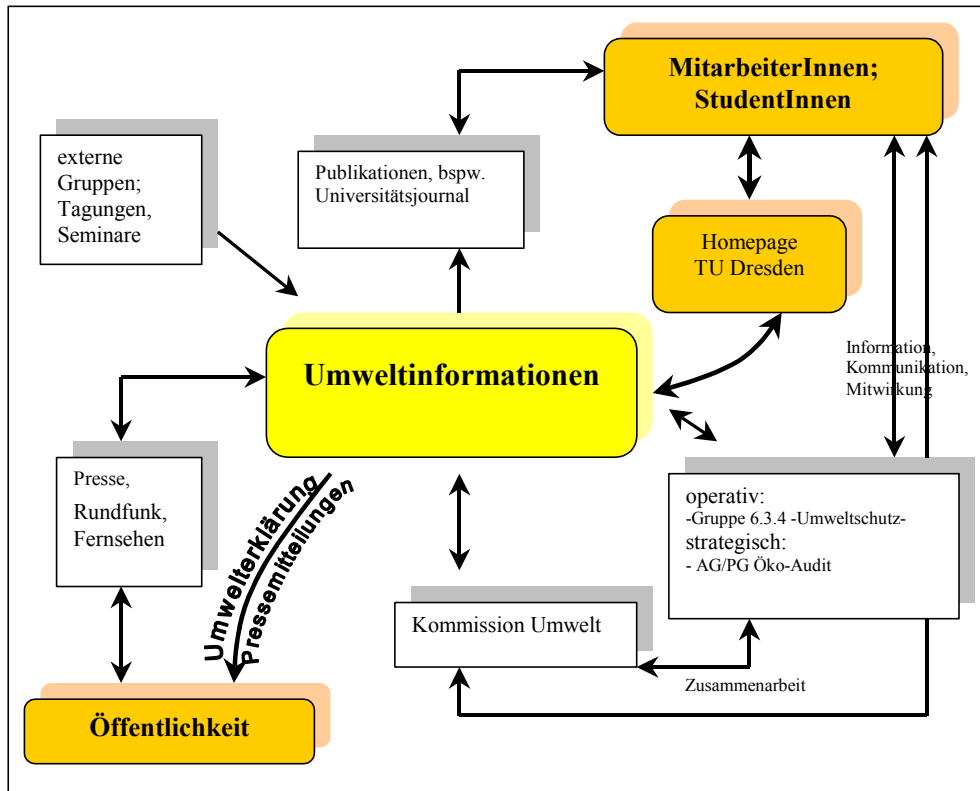 MitarbeiterInnen;
StudentInnen
externe
Gruppen;
Tagungen,
Seminare
Publikationen, bspw.
Universitätsjournal
Homepage
TU Dresden
Umweltinformationen
Information,
Kommunikation,
Mitwirkung
Presse,
Rundfunk,
Fernsehen
Umwelterklärung
Pressemitteilungen
operativ:
-Gruppe 6.3.4 -Umweltschutz-
strategisch:
- AG/PG Öko-Audit
Kommission Umwelt
Zusammenarbeit
Öffentlichkeit